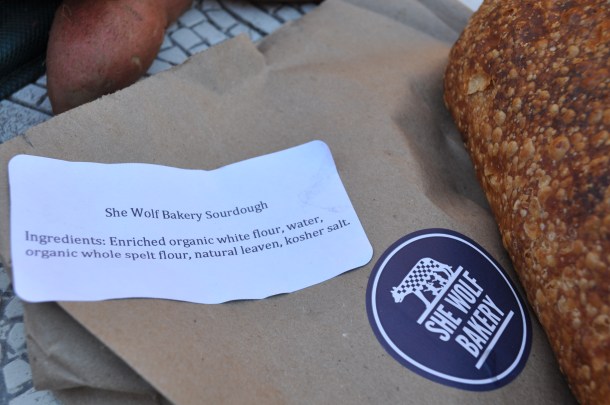 She Wolf Bakery Sourdough
Ingredients: Enriched organic white flour, water,
organic whole spelt flour, natural leaven, kosher salt.
SHE WOLF
BAKERY